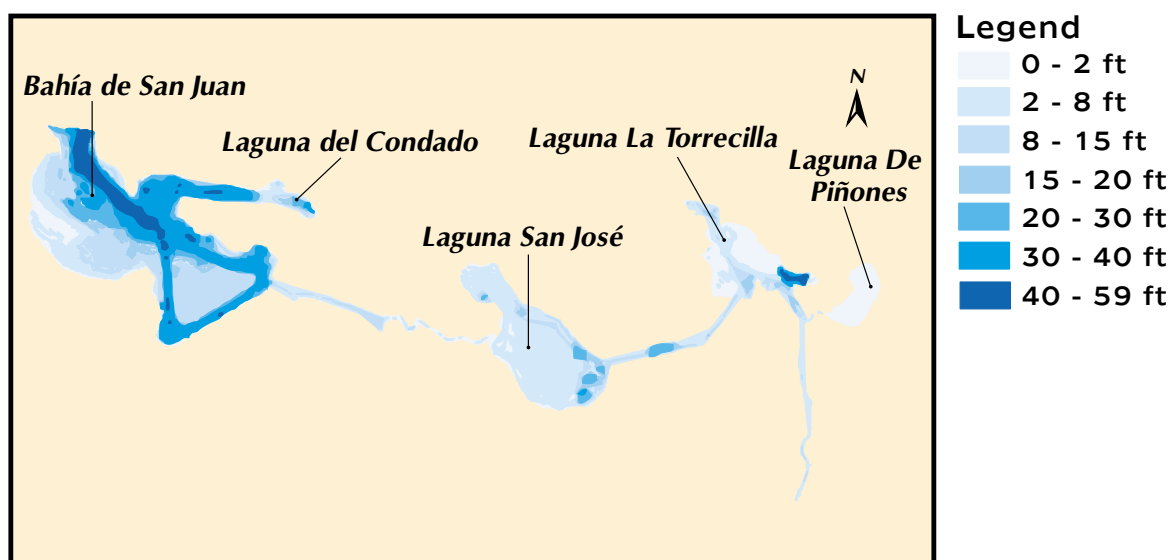 Bahía de San Juan
Laguna del Condado
Laguna San José
Laguna La Torrecilla
Laguna De
Piñones
N
Legend
0 - 2 ft
2 - 8 ft
8 - 15 ft
15 - 20 ft
20 - 30 ft
30 - 40 ft
40 - 59 ft